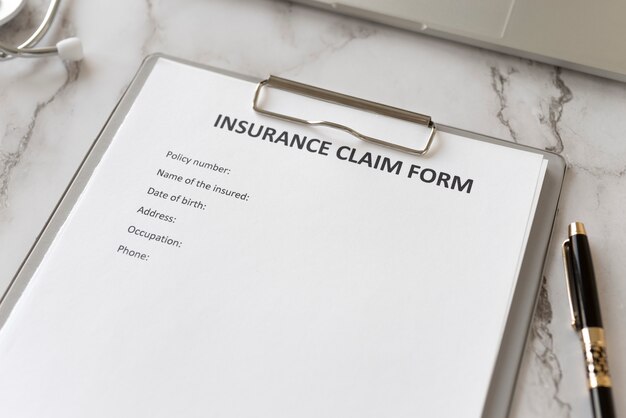 INSURANCE CLAIM FORM
Policy number:
Name of the insured:
Date of birth:
Address:
Occupation:
Phone: